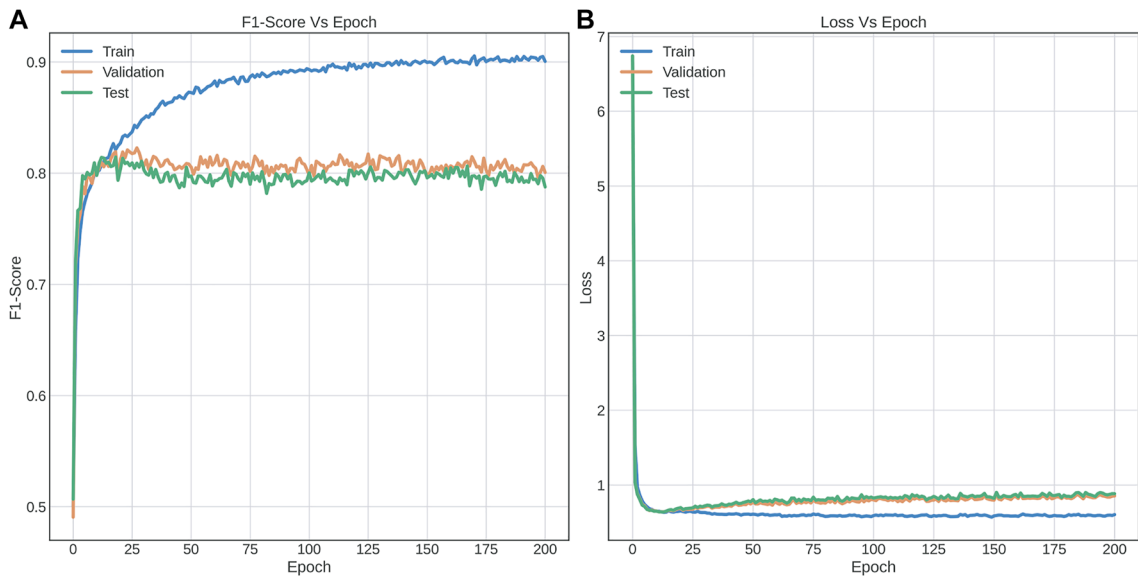 A
F1-Score Vs Epoch
Train
Validation
Test
F1-Score
0.9
0.8
0.7
0.6
0.5
0 25 50 75 100 125 150 175 200
Epoch
B
Loss Vs Epoch
Train
Validation
Test
Loss
7
6
5
4
3
2
1
0 25 50 75 100 125 150 175 200
Epoch